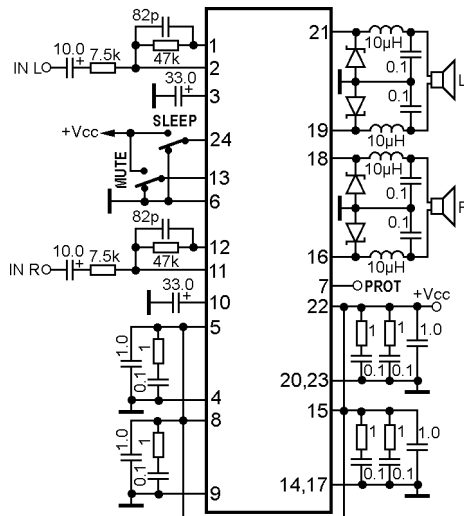 82p
21
10µH
0.1
L
10.0
7.5k
1
IN L
+
47k
2
0.1
33.0
+
3
19
10µH
SLEEP
+Vcc
24
18
10µH
MUTE
13
0.1
6
R
82p
0.1
12
10.0
7.5k
16
IN R
+
47k
11
10µH
33.0
+
7
PROT
10
22
+Vcc
5
1.0
1
1
1
1.0
0.1
0.1
0.1
4
20,23
8
15
1.0
1
1
1
1.0
0.1
0.1
0.1
9
14,17